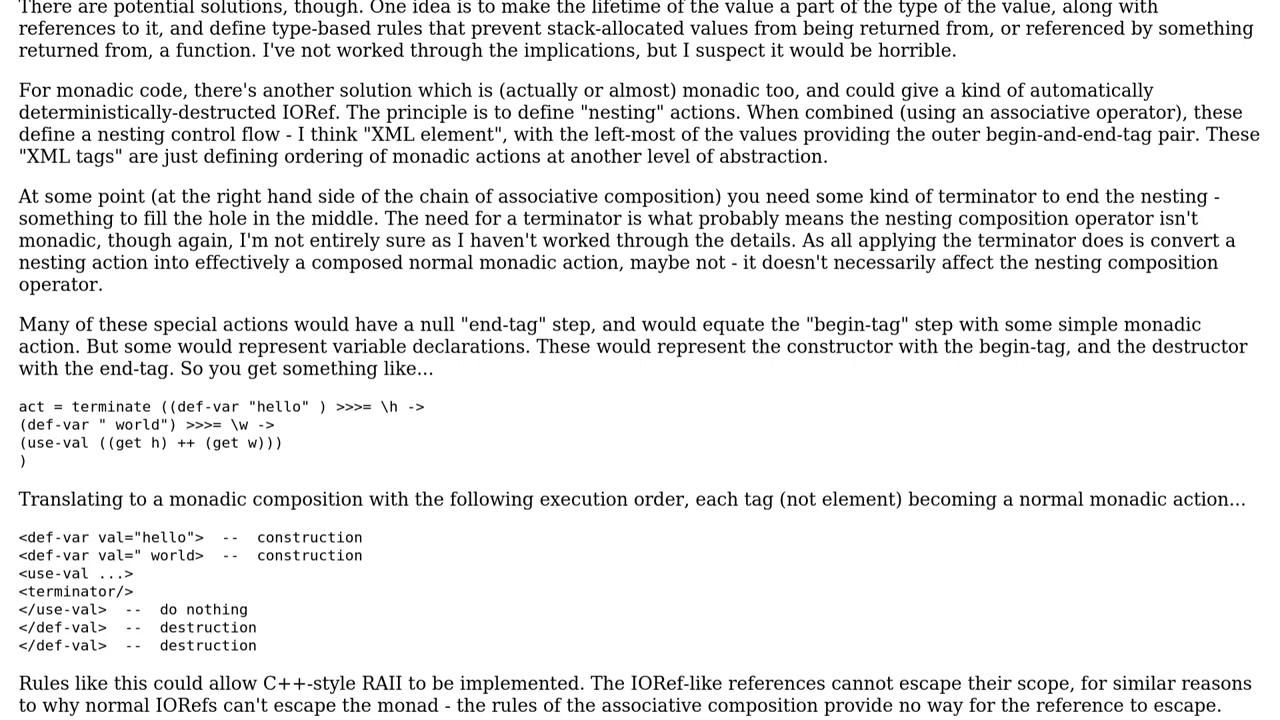 There are potential solutions, though. One idea is to make the lifetime of the value a part of the type of the value, along with
references to it, and define type-based rules that prevent stack-allocated values from being returned from, or referenced by something
returned from, a function. I've not worked through the implications, but I suspect it would be horrible.
For monadic code, there's another solution which is (actually or almost) monadic too, and could give a kind of automatically
deterministically-destructed IORef. The principle is to define "nesting" actions. When combined (using an associative operator), these
define a nesting control flow - I think "XML element", with the left-most of the values providing the outer begin-and-end-tag pair. These
"XML tags" are just defining ordering of monadic actions at another level of abstraction.
At some point (at the right hand side of the chain of associative composition) you need some kind of terminator to end the nesting -
something to fill the hole in the middle. The need for a terminator is what probably means the nesting composition operator isn't
monadic, though again, I'm not entirely sure as I haven't worked through the details. As all applying the terminator does is convert a
nesting action into effectively a composed normal monadic action, maybe not - it doesn't necessarily affect the nesting composition
operator.
Many of these special actions would have a null "end-tag" step, and would equate the "begin-tag" step with some simple monadic
action. But some would represent variable declarations. These would represent the constructor with the begin-tag, and the destructor
with the end-tag. So you get something like...
act = terminate ((def-var "hello" ) >>>= \h ->
(def-var " world") >>>= \w ->
(use-val ((get h) ++ (get w)))
)
Translating to a monadic composition with the following execution order, each tag (not element) becoming a normal monadic action...
<def-var val="hello">  --  construction
<def-var val=" world>  --  construction
<use-val ...>
<terminator/>
</use-val>  --  do nothing
</def-val>  --  destruction
</def-val>  --  destruction
Rules like this could allow C++-style RAII to be implemented. The IORef-like references cannot escape their scope, for similar reasons
to why normal IORefs can't escape the monad - the rules of the associative composition provide no way for the reference to escape.